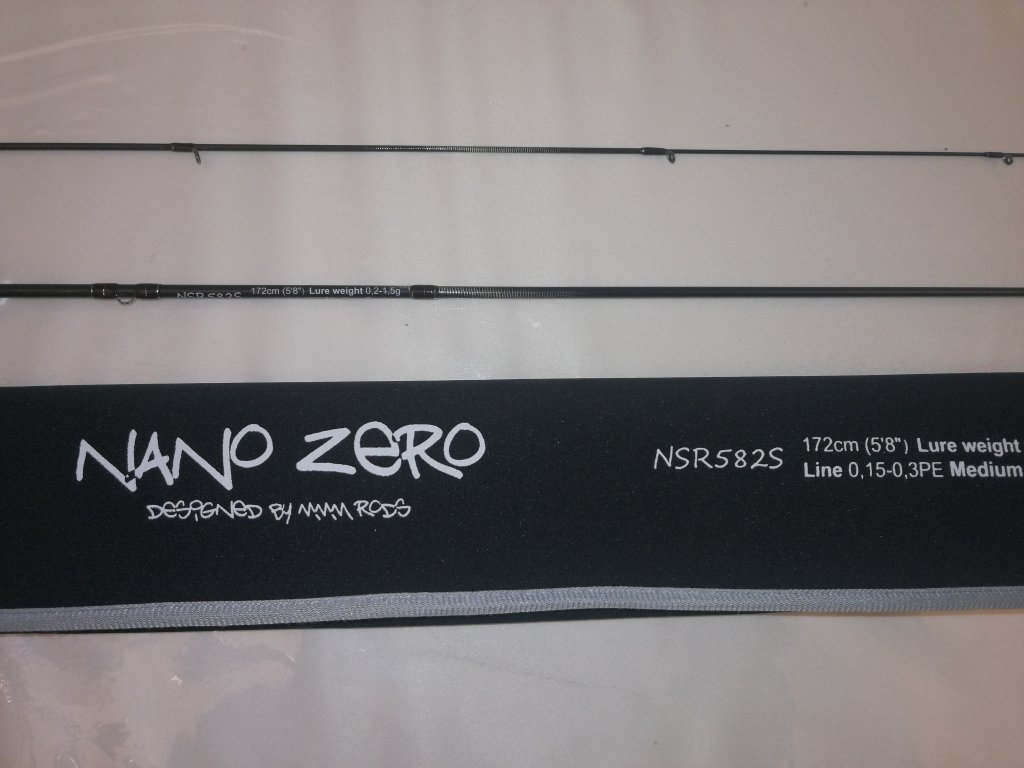 NSR582S 172cm (5'8") Lure weight 0,2-1,5g
NANO ZERO
DESIGNED BY MMM RODS
NSR582S
172cm (5'8") Lure weight
Line 0,15-0,3PE Medium